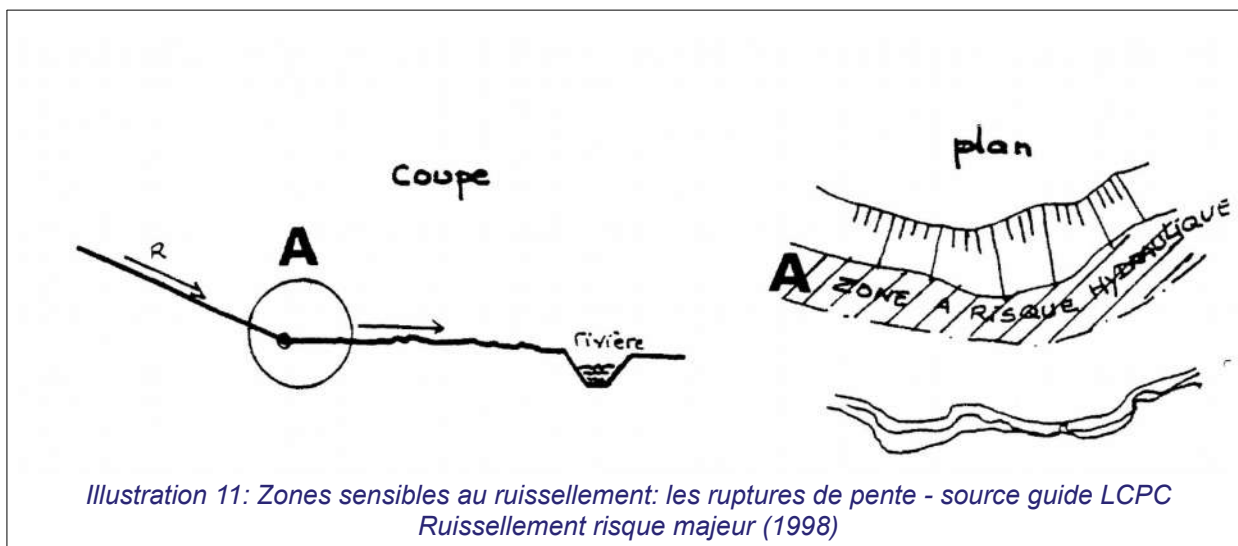 Coupe
plan
R
A
rivière
A ZONE A RISQUE HYDRAUTIQUE
Illustration 11: Zones sensibles au ruissellement: les ruptures de pente - source guide LCPC
Ruissellement risque majeur (1998)